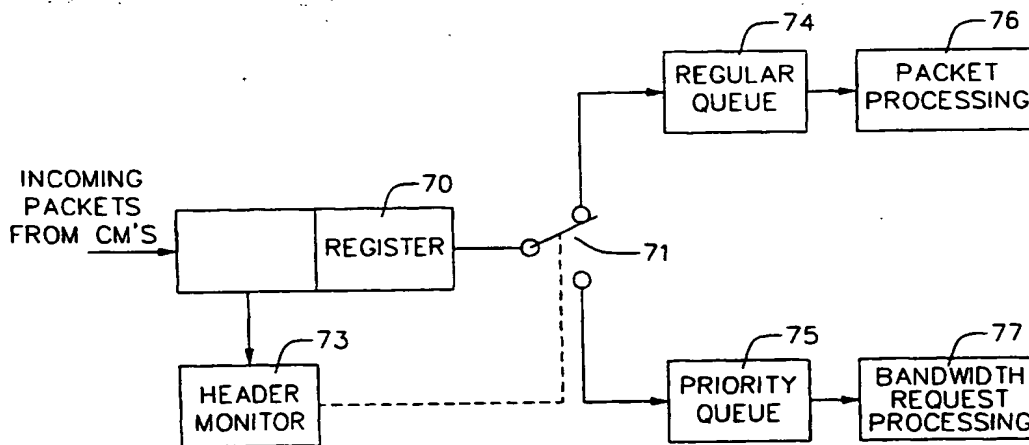 74
REGULAR
QUEUE
76
PACKET
PROCESSING
INCOMING
PACKETS
FROM CM'S
70
REGISTER
71
73
HEADER
MONITOR
75
PRIORITY
QUEUE
77
BANDWIDTH
REQUEST
PROCESSING